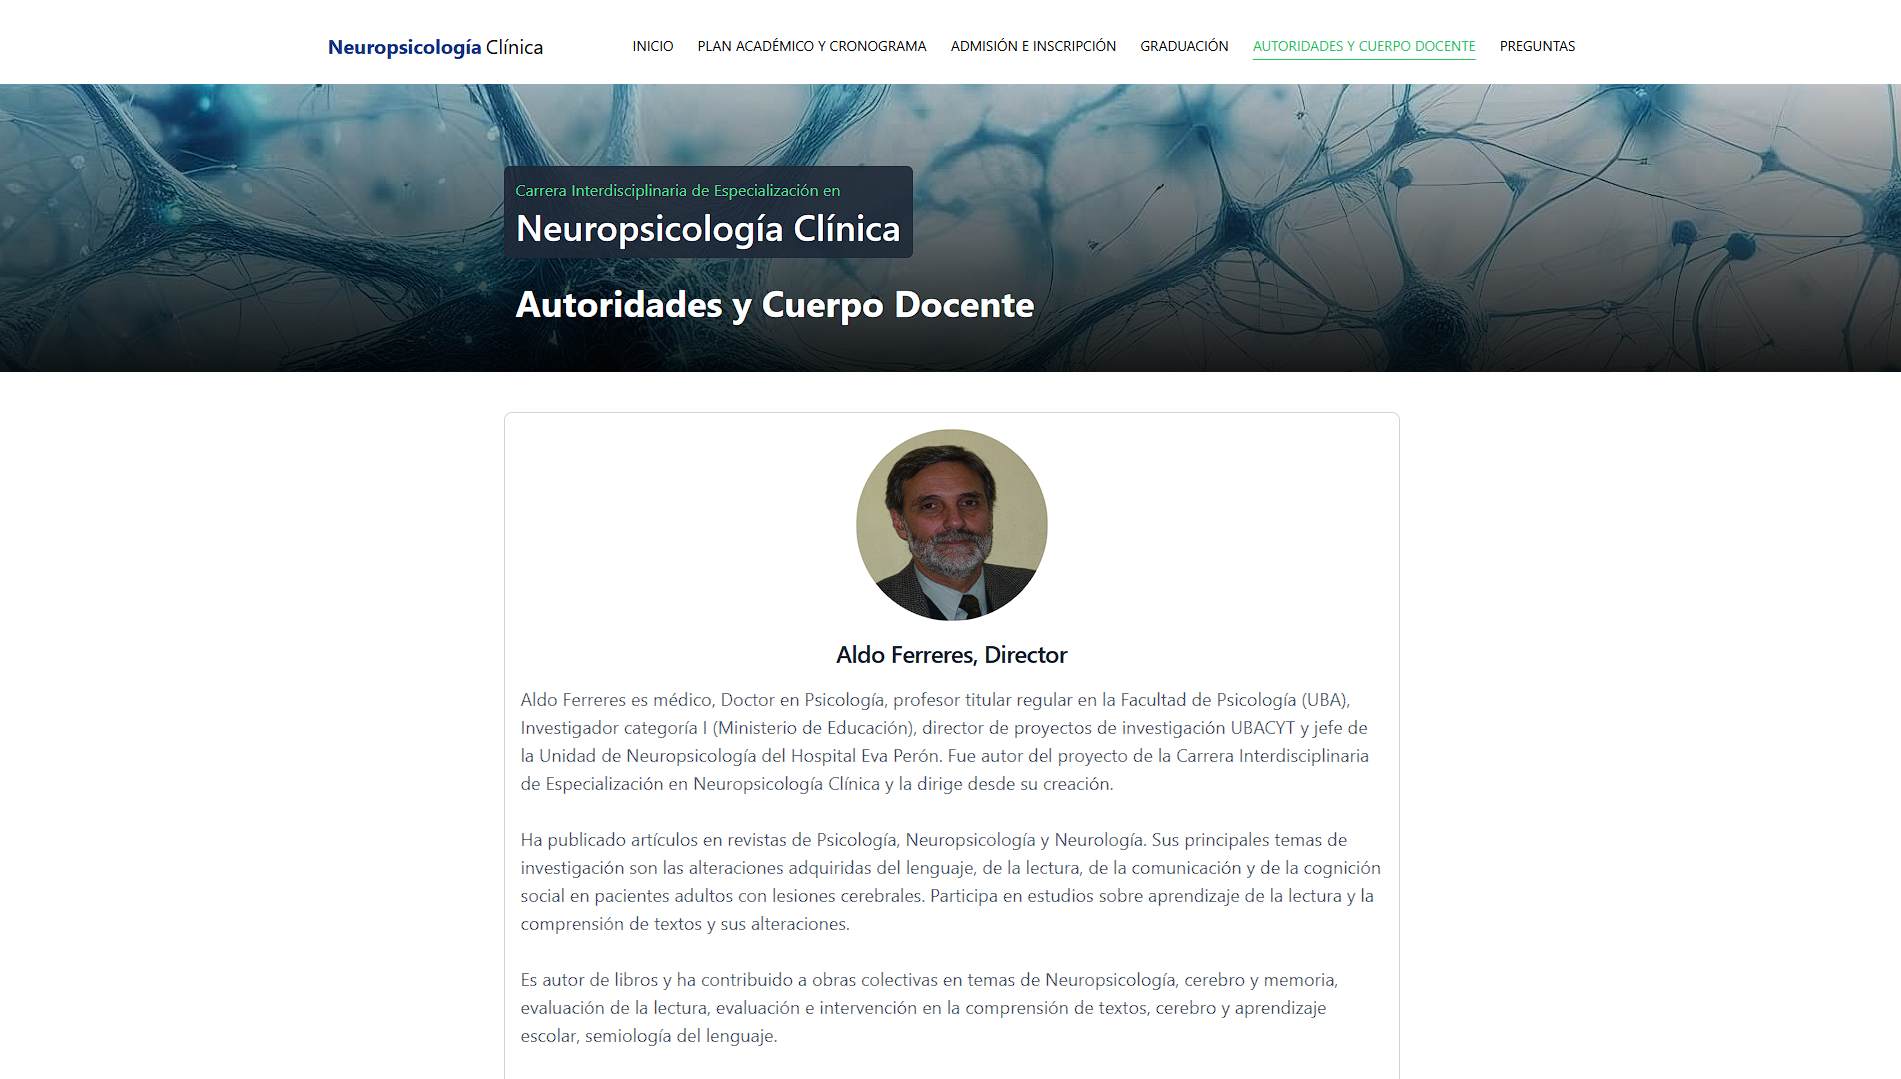 Neuropsicología Clínica
INICIO
PLAN ACADÉMICO Y CRONOGRAMA
ADMISIÓN E INSCRIPCIÓN
GRADUACIÓN
AUTORIDADES Y CUERPO DOCENTE
PREGUNTAS
Carrera Interdisciplinaria de Especialización en
Neuropsicología Clínica
Autoridades y Cuerpo Docente
Aldo Ferreres, Director
Aldo Ferreres es médico, Doctor en Psicología, profesor titular regular en la Facultad de Psicología (UBA),
Investigador categoría I (Ministerio de Educación), director de proyectos de investigación UBACYT y jefe de
la Unidad de Neuropsicología del Hospital Eva Perón. Fue autor del proyecto de la Carrera Interdisciplinaria
de Especialización en Neuropsicología Clínica y la dirige desde su creación.
Ha publicado artículos en revistas de Psicología, Neuropsicología y Neurología. Sus principales temas de
investigación son las alteraciones adquiridas del lenguaje, de la lectura, de la comunicación y de la cognición
social en pacientes adultos con lesiones cerebrales. Participa en estudios sobre aprendizaje de la lectura y la
comprensión de textos y sus alteraciones.
Es autor de libros y ha contribuido a obras colectivas en temas de Neuropsicología, cerebro y memoria,
evaluación de la lectura, evaluación e intervención en la comprensión de textos, cerebro y aprendizaje
escolar, semiología del lenguaje.